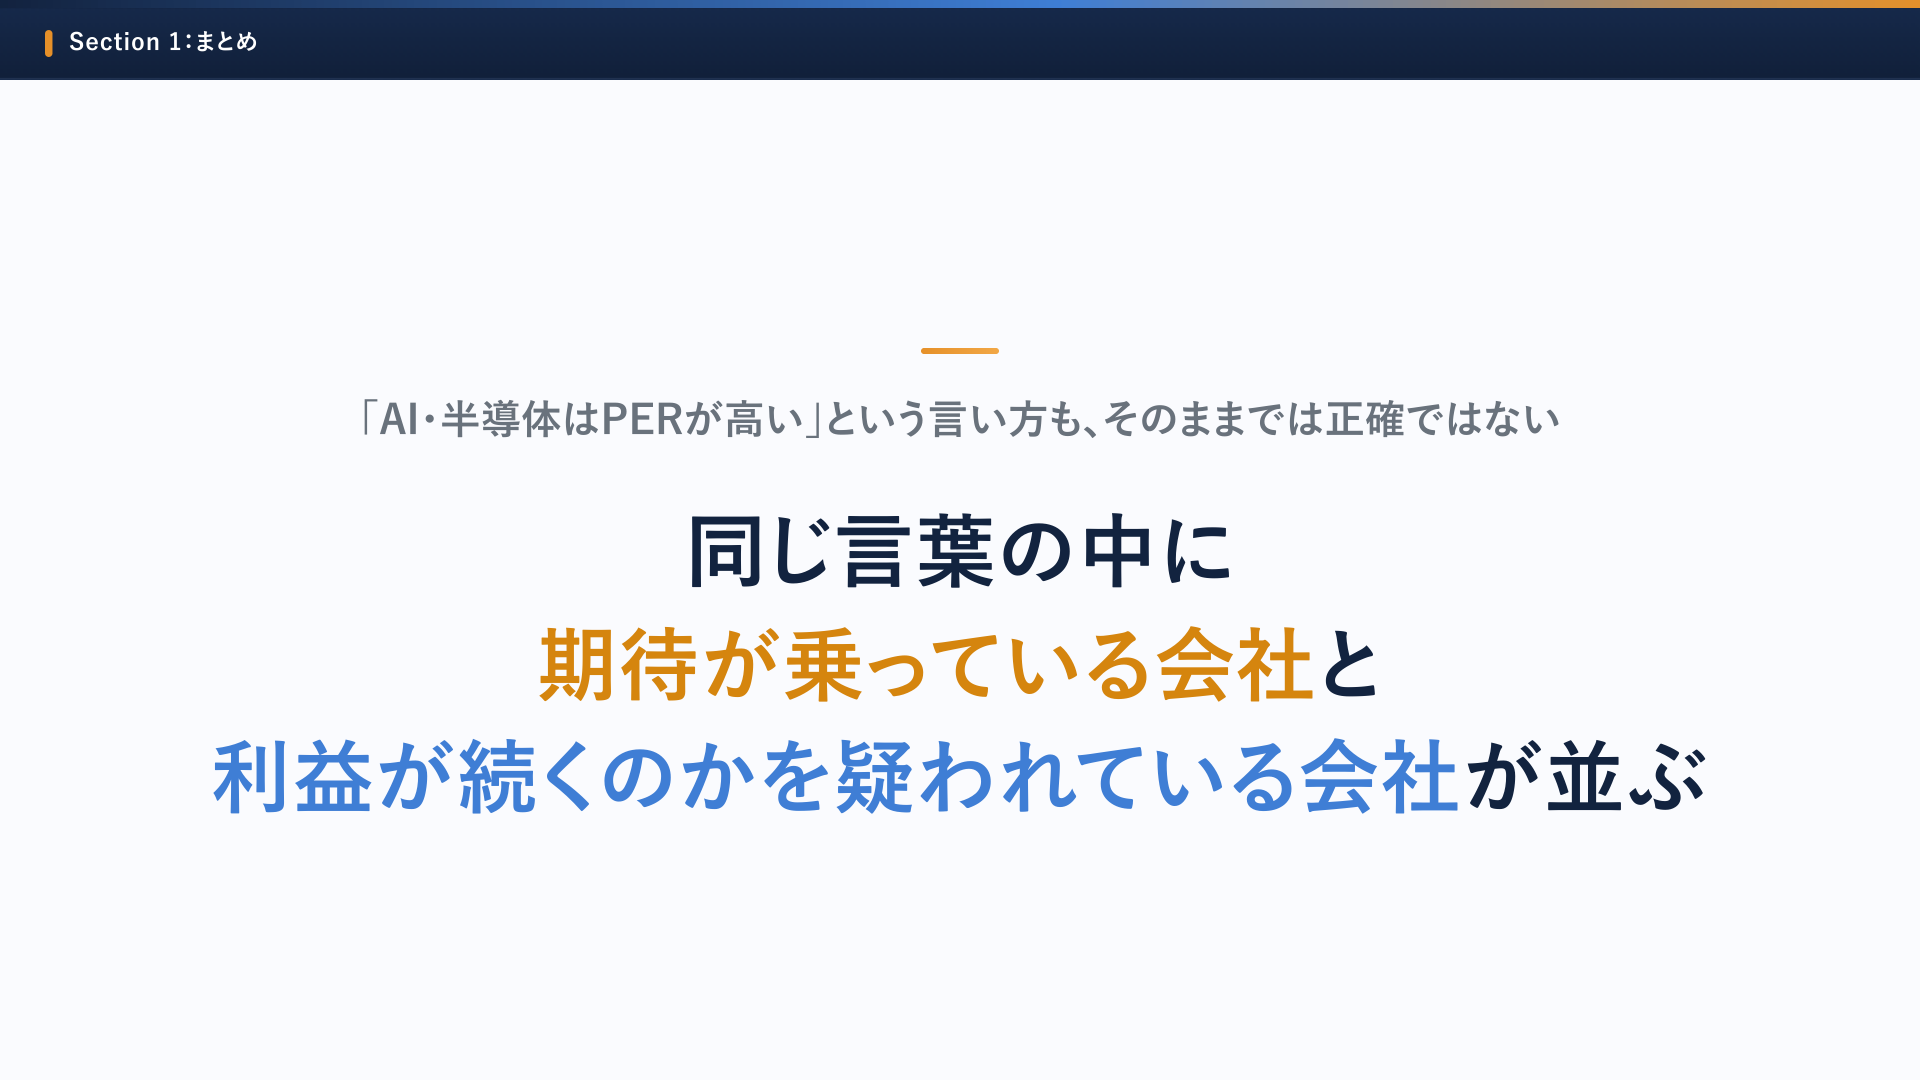 Section 1：まとめ
「AI・半導体はPERが高い」という言い方も、そのままでは正確ではない
同じ言葉の中に
期待が乗っている会社と
利益が続くのかを疑われている会社が並ぶ